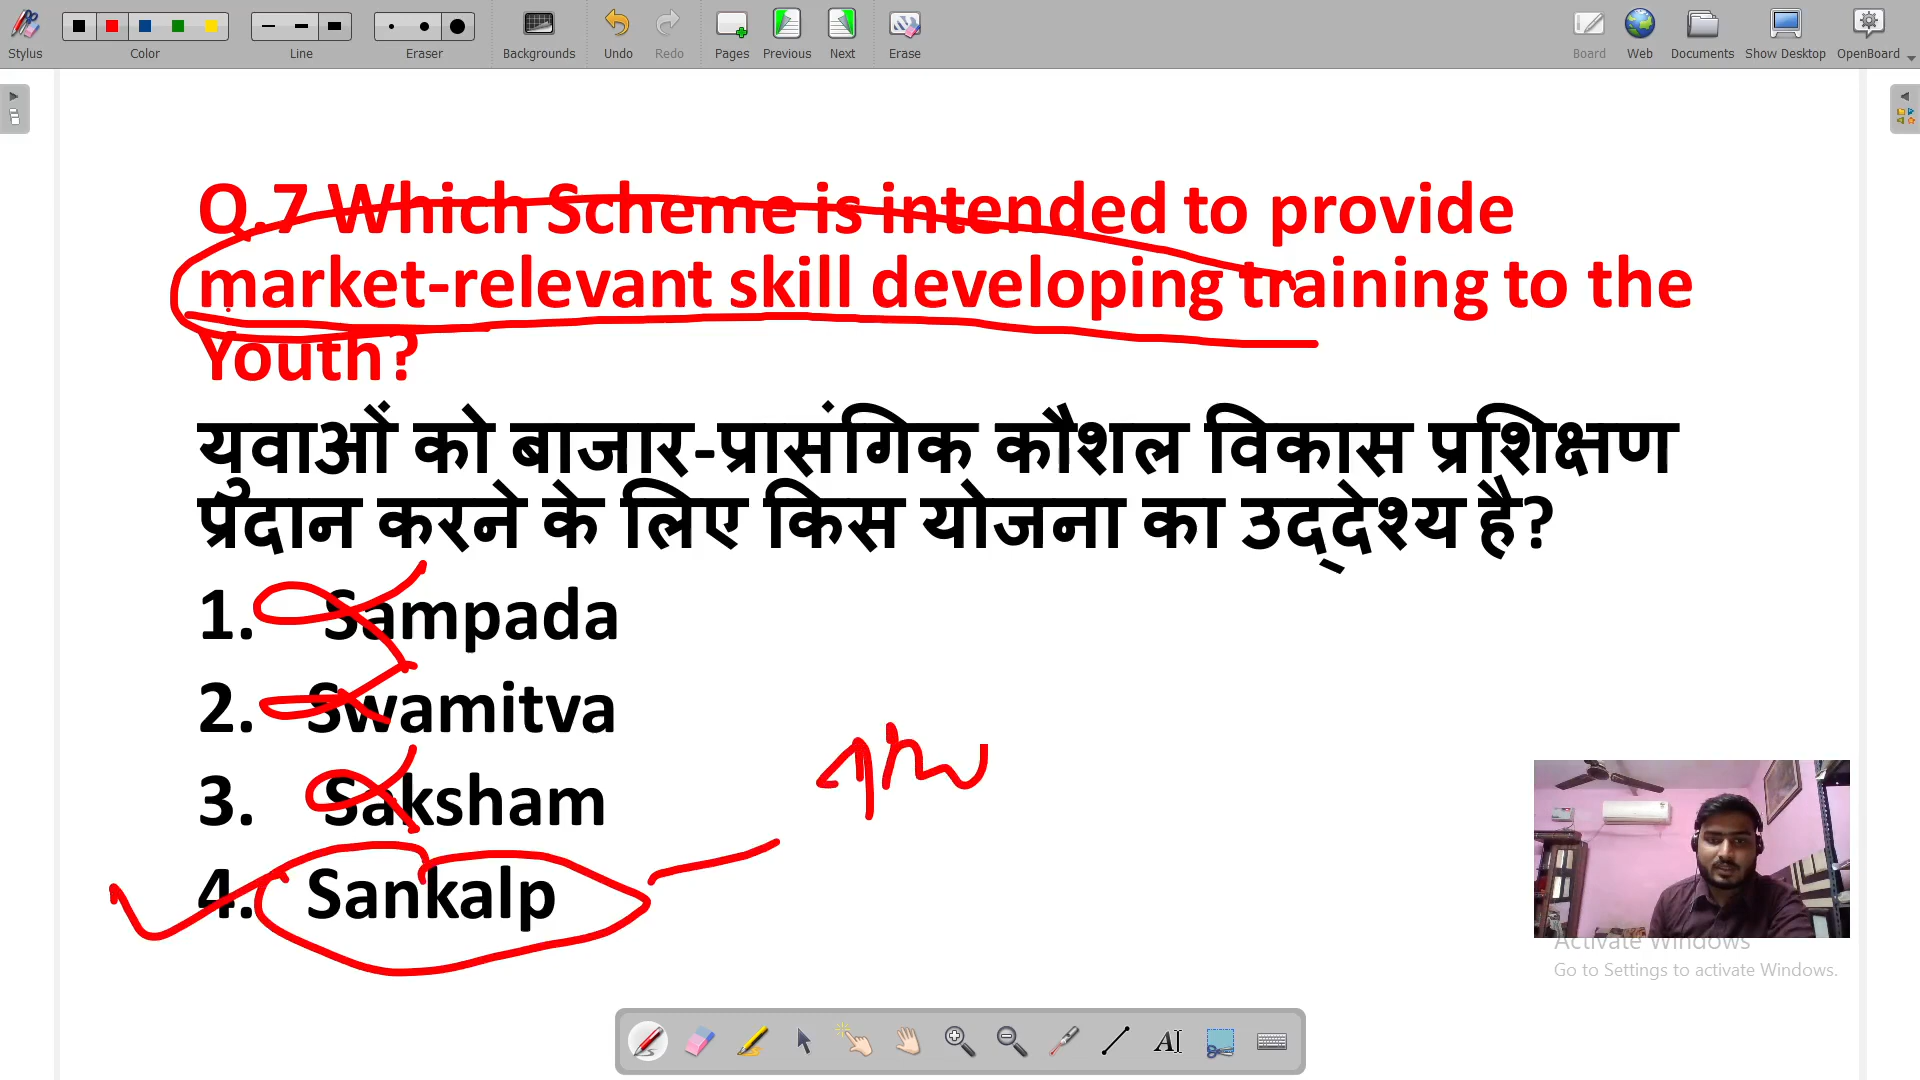 Stylus Color Line Eraser Backgrounds Undo Redo Pages Previous Next Erase Board Web Documents Show Desktop OpenBoard
Q.7 Which Scheme is intended to provide
market-relevant skill developing training to the
Youth?
युवाओं को बाजार-प्रासंगिक कौशल विकास प्रशिक्षण
प्रदान करने के लिए किस योजना का उद्देश्य है?
1. Sampada
2. Swamitva
3. Saksham
4. Sankalp
Activate Windows
Go to Settings to activate Windows.